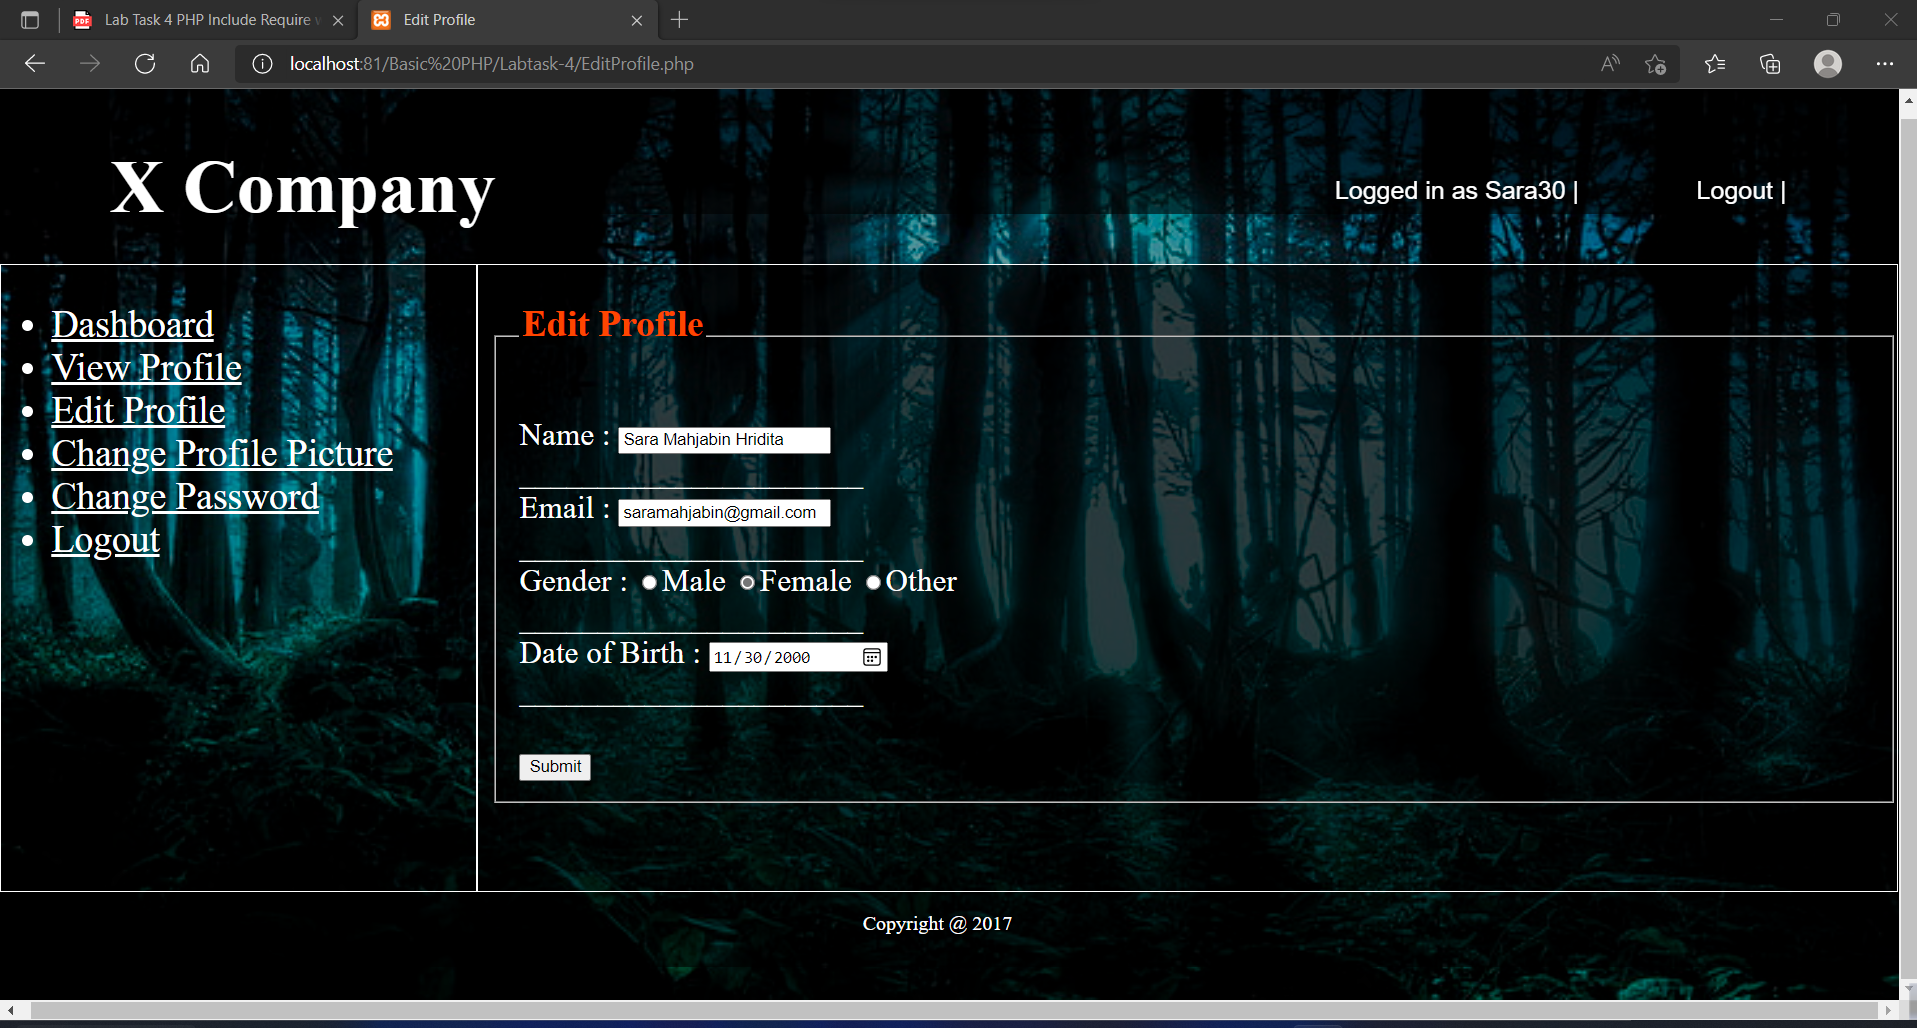 Lab Task 4 PHP Include Require
Edit Profile
localhost:81/Basic%20PHP/Labtask-4/EditProfile.php
X Company
Logged in as Sara30 |
Logout |
Dashboard
View Profile
Edit Profile
Change Profile Picture
Change Password
Logout
Edit Profile
Name : Sara Mahjabin Hridita
Email : saramahjabin@gmail.com
Gender : Male Female Other
Date of Birth : 11/30/2000
Submit
Copyright @ 2017